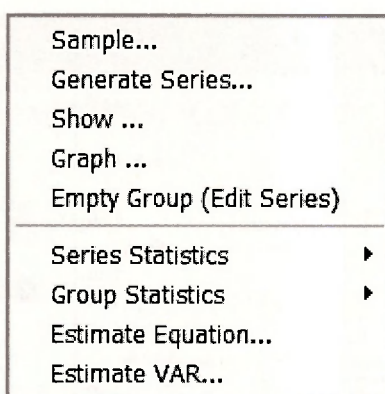 Sample...
Generate Series...
Show ...
Graph ...
Empty Group (Edit Series)
Series Statistics
Group Statistics
Estimate Equation...
Estimate VAR...